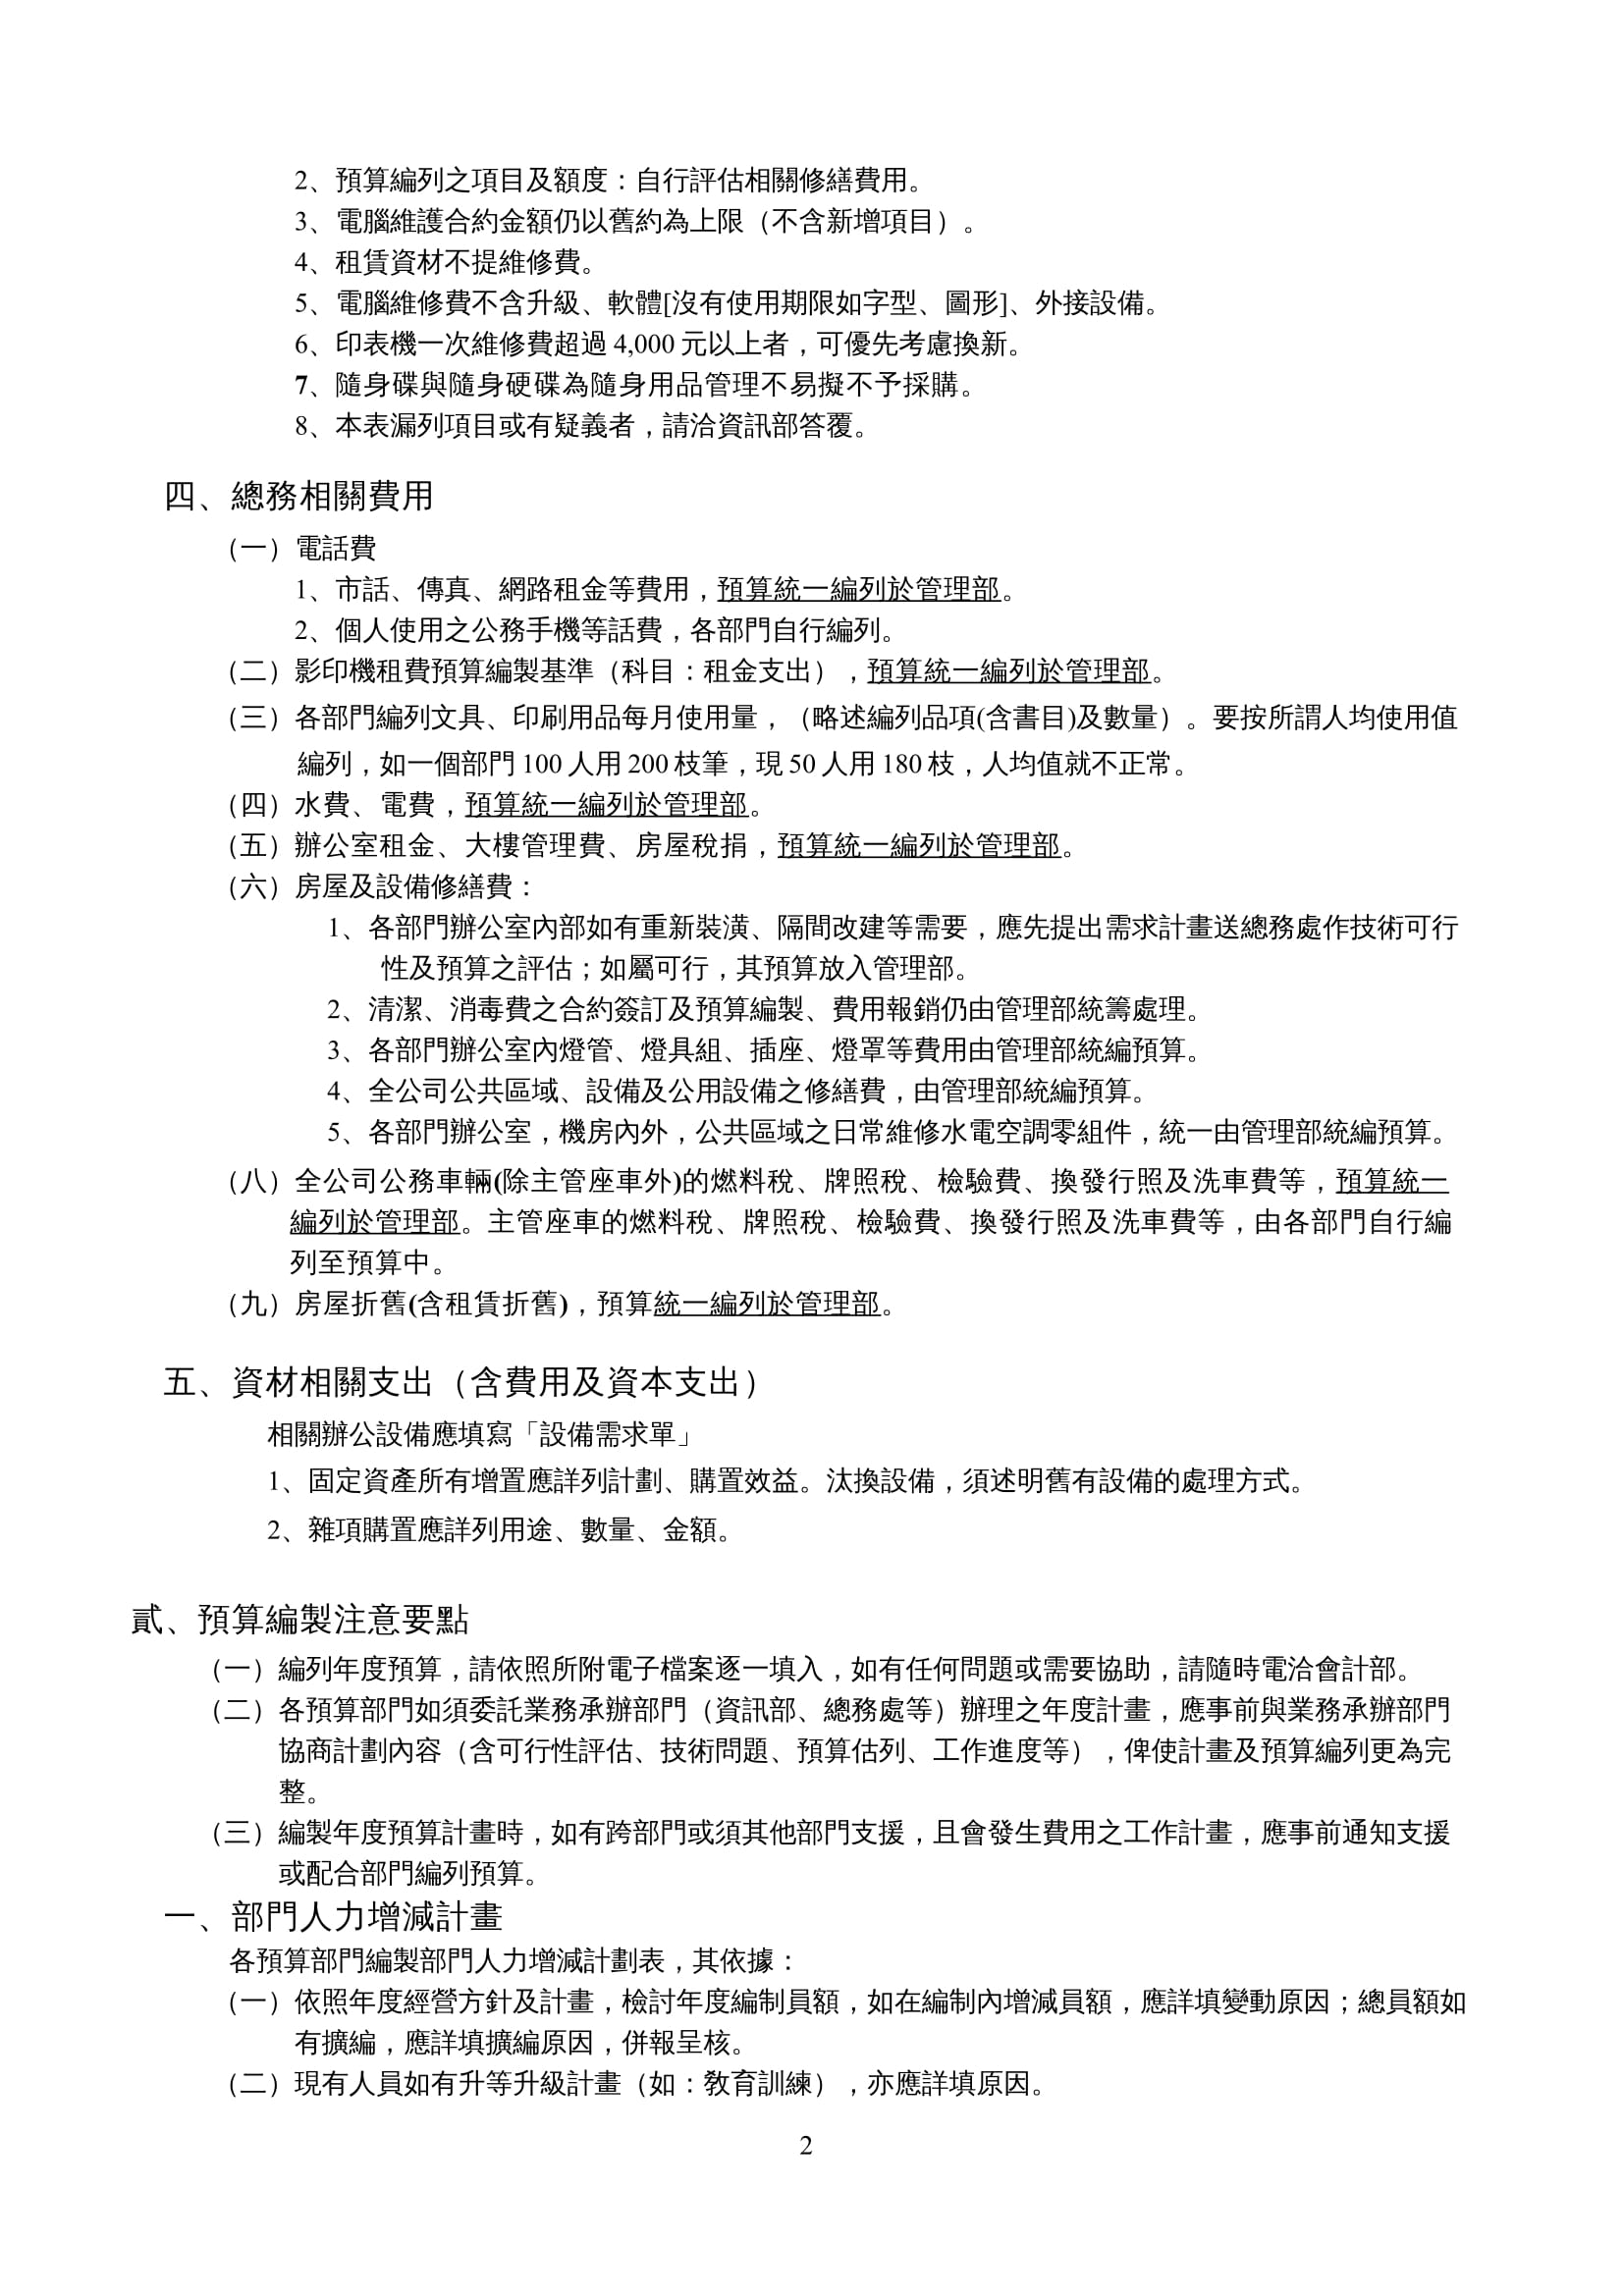 2、預算編列之項目及額度：自行評估相關修繕費用。
3、電腦維護合約金額仍以舊約為上限（不含新增項目）。
4、租賃資材不提維修費。
5、電腦維修費不含升級、軟體[沒有使用期限如字型、圖形]、外接設備。
6、印表機一次維修費超過 4,000 元以上者，可優先考慮換新。
7、隨身碟與隨身硬碟為隨身用品管理不易擬不予採購。
8、本表漏列項目或有疑義者，請洽資訊部答覆。
四、總務相關費用
（一）電話費
1、市話、傳真、網路租金等費用，預算統一編列於管理部。
2、個人使用之公務手機等話費，各部門自行編列。
（二）影印機租費預算編製基準（科目：租金支出），預算統一編列於管理部。
（三）各部門編列文具、印刷用品每月使用量，（略述編列品項(含書目)及數量）。要按所謂人均使用值
編列，如一個部門 100 人用 200 枝筆，現 50 人用 180 枝，人均值就不正常。
（四）水費、電費，預算統一編列於管理部。
（五）辦公室租金、大樓管理費、房屋稅捐，預算統一編列於管理部。
（六）房屋及設備修繕費：
1、各部門辦公室內部如有重新裝潢、隔間改建等需要，應先提出需求計畫送總務處作技術可行
性及預算之評估；如屬可行，其預算放入管理部。
2、清潔、消毒費之合約簽訂及預算編製、費用報銷仍由管理部統籌處理。
3、各部門辦公室內燈管、燈具組、插座、燈罩等費用由管理部統編預算。
4、全公司公共區域、設備及公用設備之修繕費，由管理部統編預算。
5、各部門辦公室，機房內外，公共區域之日常維修水電空調零組件，統一由管理部統編預算。
（八）全公司公務車輛(除主管座車外)的燃料稅、牌照稅、檢驗費、換發行照及洗車費等，預算統一
編列於管理部。主管座車的燃料稅、牌照稅、檢驗費、換發行照及洗車費等，由各部門自行編
列至預算中。
（九）房屋折舊(含租賃折舊)，預算統一編列於管理部。
五、資材相關支出（含費用及資本支出）
相關辦公設備應填寫「設備需求單」
1、固定資產所有增置應詳列計劃、購置效益。汰換設備，須述明舊有設備的處理方式。
2、雜項購置應詳列用途、數量、金額。
貳、預算編製注意要點
（一）編列年度預算，請依照所附電子檔案逐一填入，如有任何問題或需要協助，請隨時電洽會計部。
（二）各預算部門如須委託業務承辦部門（資訊部、總務處等）辦理之年度計畫，應事前與業務承辦部門
協商計劃內容（含可行性評估、技術問題、預算估列、工作進度等），俾使計畫及預算編列更為完
整。
（三）編製年度預算計畫時，如有跨部門或須其他部門支援，且會發生費用之工作計畫，應事前通知支援
或配合部門編列預算。
一、部門人力增減計畫
各預算部門編製部門人力增減計劃表，其依據：
（一）依照年度經營方針及計畫，檢討年度編制員額，如在編制內增減員額，應詳填變動原因；總員額如
有擴編，應詳填擴編原因，併報呈核。
（二）現有人員如有升等升級計畫（如：教育訓練），亦應詳填原因。
2